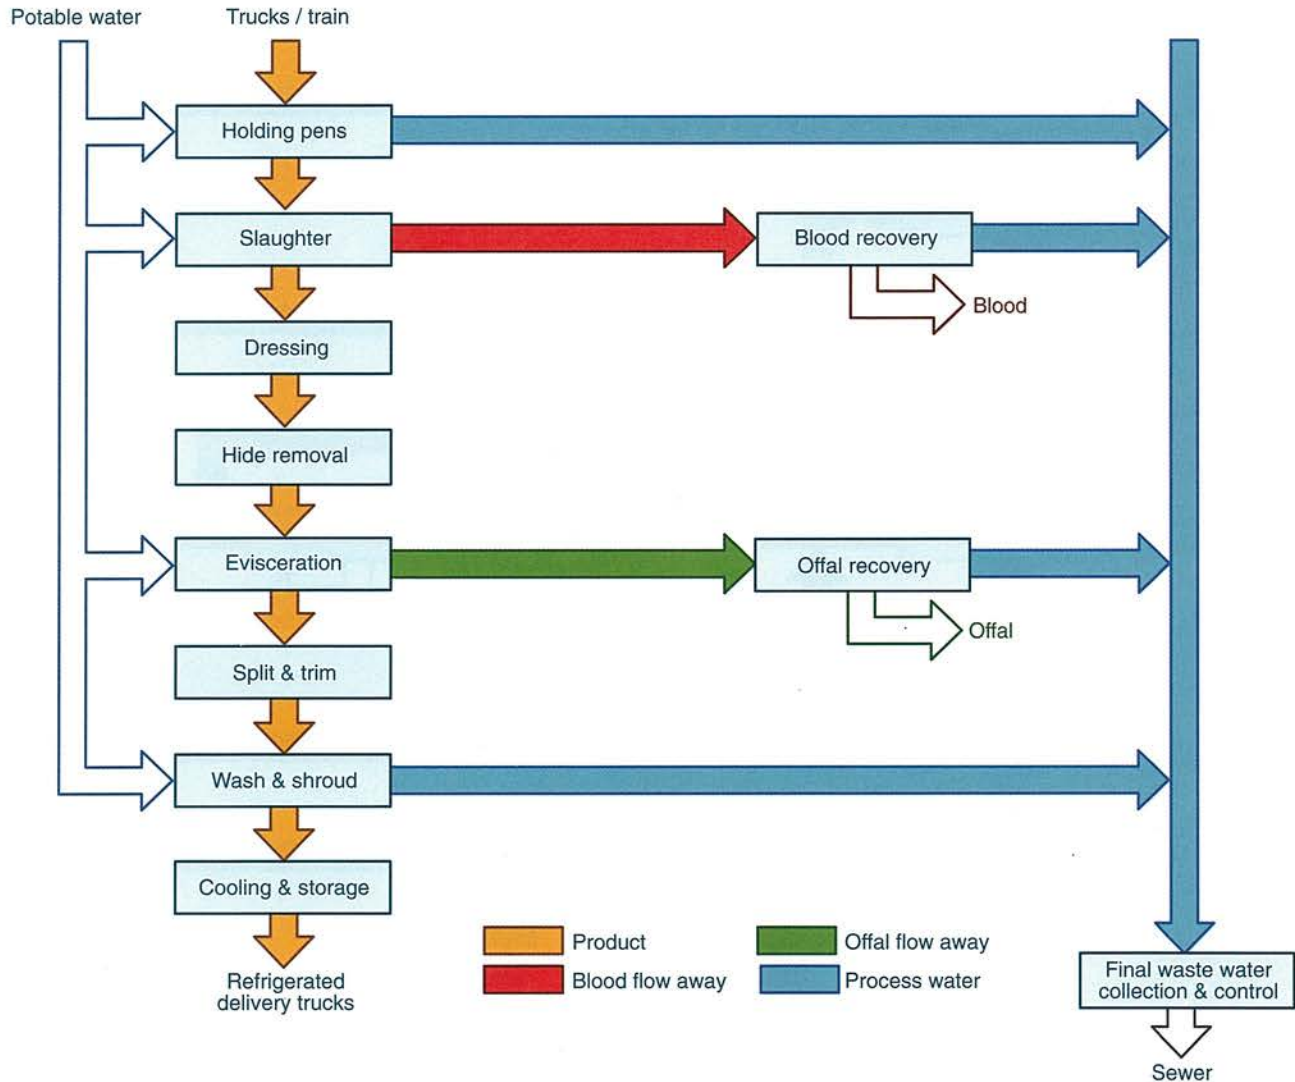 Potable water
Trucks / train
Holding pens
Slaughter
Blood recovery
Blood
Dressing
Hide removal
Evisceration
Offal recovery
Offal
Split & trim
Wash & shroud
Cooling & storage
Refrigerated
delivery trucks
Product
Offal flow away
Blood flow away
Process water
Final waste water
collection & control
Sewer